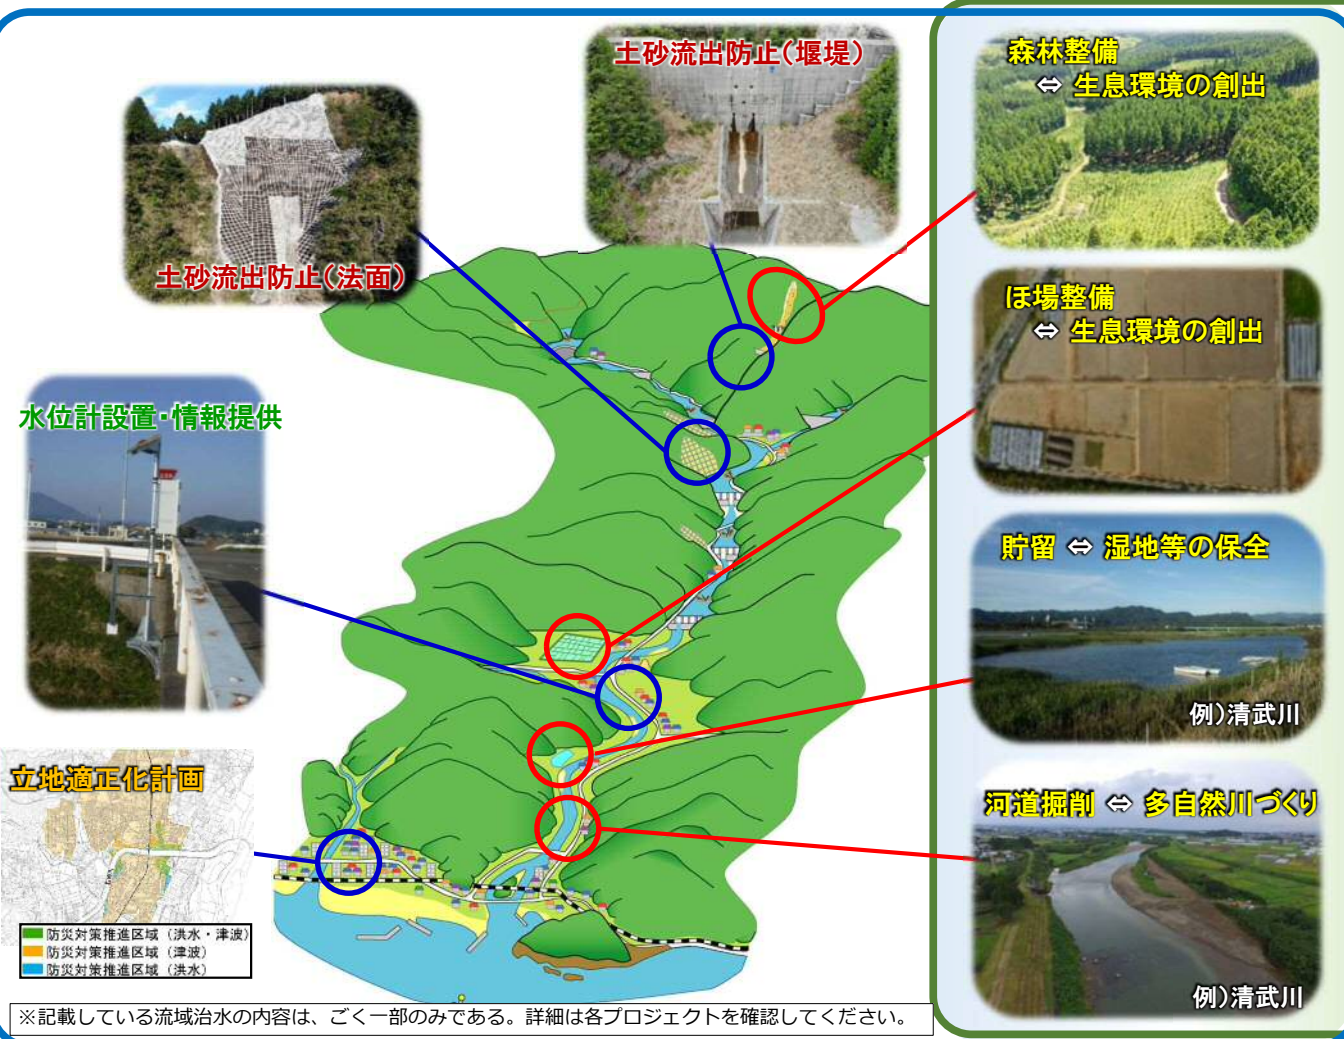 土砂流出防止(堰堤)
土砂流出防止(法面)
水位計設置・情報提供
立地適正化計画
防災対策推進区域（洪水・津波）
防災対策推進区域（津波）
防災対策推進区域（洪水）
※記載している流域治水の内容は、ごく一部のみである。詳細は各プロジェクトを確認してください。
森林整備
⇔ 生息環境の創出
ほ場整備
⇔ 生息環境の創出
貯留 ⇔ 湿地等の保全
例)清武川
河道掘削 ⇔ 多自然川づくり
例)清武川